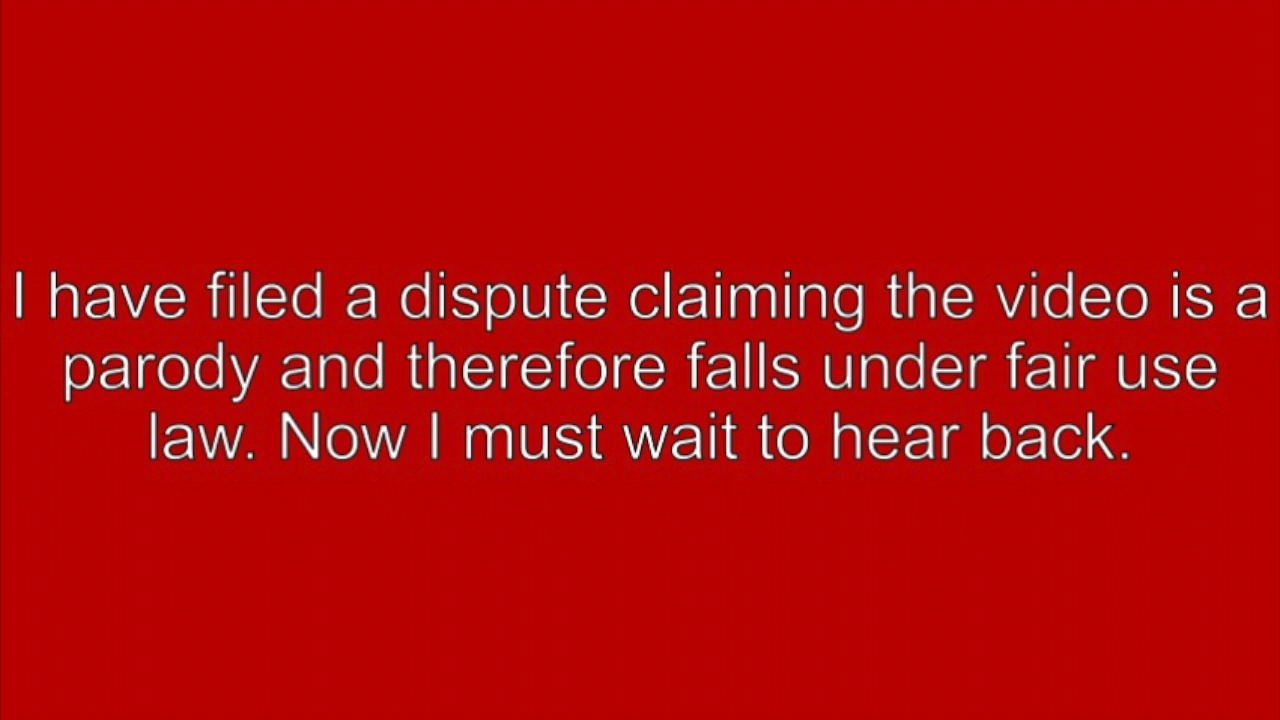 I have filed a dispute claiming the video is a
parody and therefore falls under fair use
law. Now I must wait to hear back.